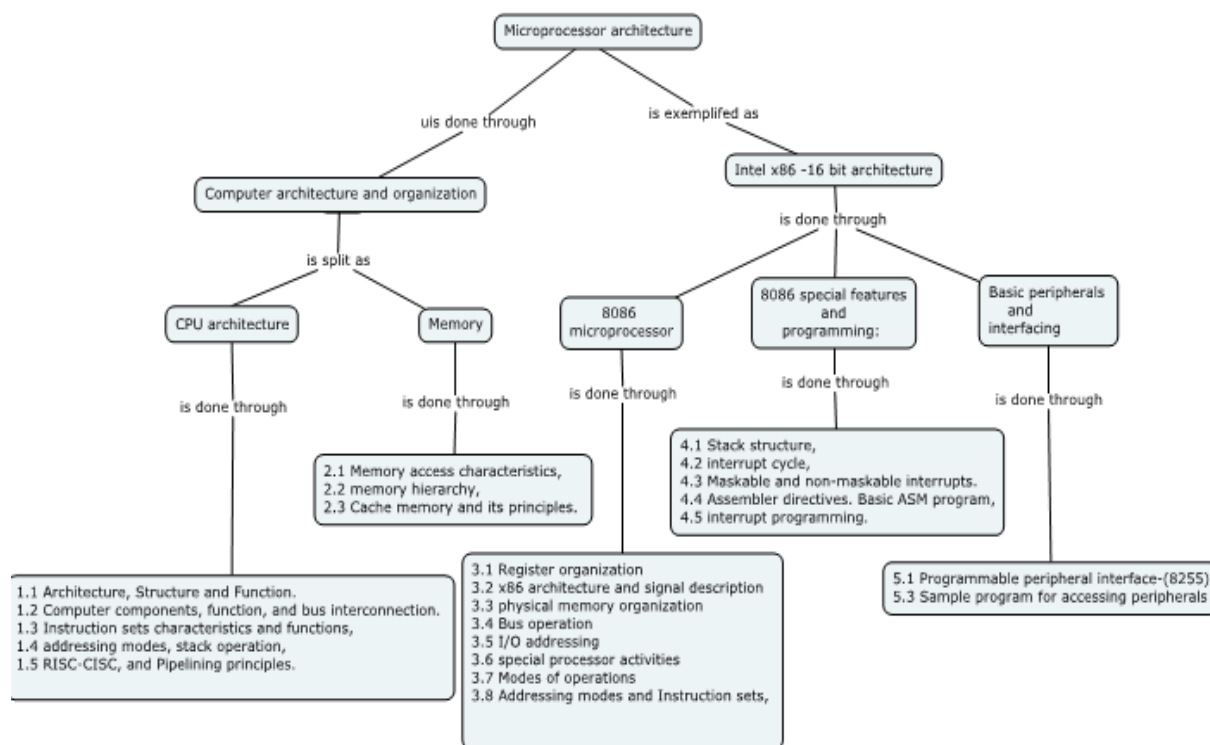 Microprocessor architecture
uis done through
is exemplifed as
Computer architecture and organization
Intel x86 -16 bit architecture
is split as
is done through
CPU architecture
Memory
8086
microprocessor
8086 special features
and
programming:
Basic peripherals
and
interfacing
is done through
is done through
is done through
is done through
is done through
1.1 Architecture, Structure and Function.
1.2 Computer components, function, and bus interconnection.
1.3 Instruction sets characteristics and functions,
1.4 addressing modes, stack operation,
1.5 RISC-CISC, and Pipelining principles.
2.1 Memory access characteristics,
2.2 memory hierarchy,
2.3 Cache memory and its principles.
3.1 Register organization
3.2 x86 architecture and signal description
3.3 physical memory organization
3.4 Bus operation
3.5 I/O addressing
3.6 special processor activities
3.7 Modes of operations
3.8 Addressing modes and Instruction sets,
4.1 Stack structure,
4.2 interrupt cycle,
4.3 Maskable and non-maskable interrupts.
4.4 Assembler directives. Basic ASM program,
4.5 interrupt programming.
5.1 Programmable peripheral interface-(8255)
5.3 Sample program for accessing peripherals